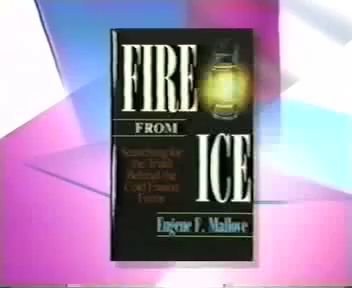 FIRE
FROM
ICE
Searching for
the Truth
Behind the
Cold Fusion
Furor
Eugene F. Mallove